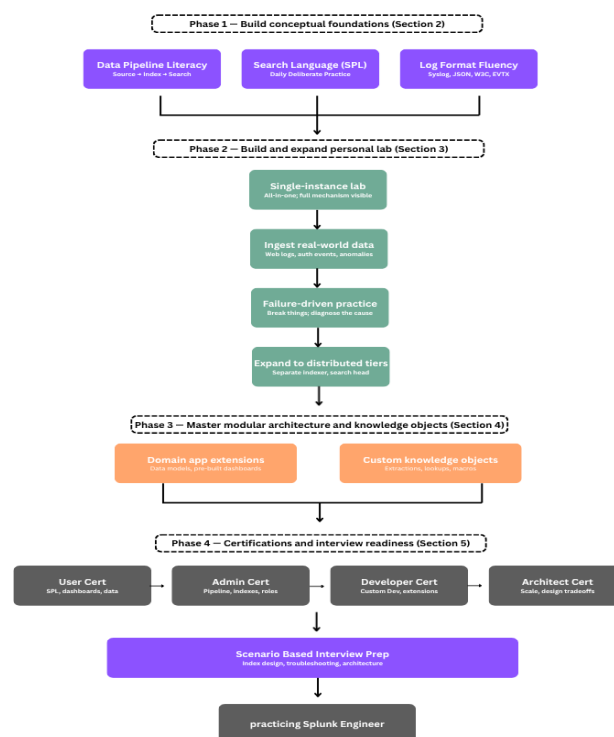 Phase 1 — Build conceptual foundations (Section 2)
Data Pipeline Literacy
Source → Index → Search
Search Language (SPL)
Daily Deliberate Practice
Log Format Fluency
Syslog, JSON, W3C, EVTX
Phase 2 — Build and expand personal lab (Section 3)
Single-instance lab
All-in-one; full mechanism visible
Ingest real-world data
Web logs, auth events, anomalies
Failure-driven practice
Break things; diagnose the cause
Expand to distributed tiers
Separate indexer, search head
Phase 3 — Master modular architecture and knowledge objects (Section 4)
Domain app extensions
Data models, pre-built dashboards
Custom knowledge objects
Extractions, lookups, macros
Phase 4 — Certifications and interview readiness (Section 5)
User Cert
SPL, dashboards, data
Admin Cert
Pipeline, indexes, roles
Developer Cert
Custom Dev, extensions
Architect Cert
Scale, design tradeoffs
Scenario Based Interview Prep
Index design, troubleshooting, architecture
practicing Splunk Engineer